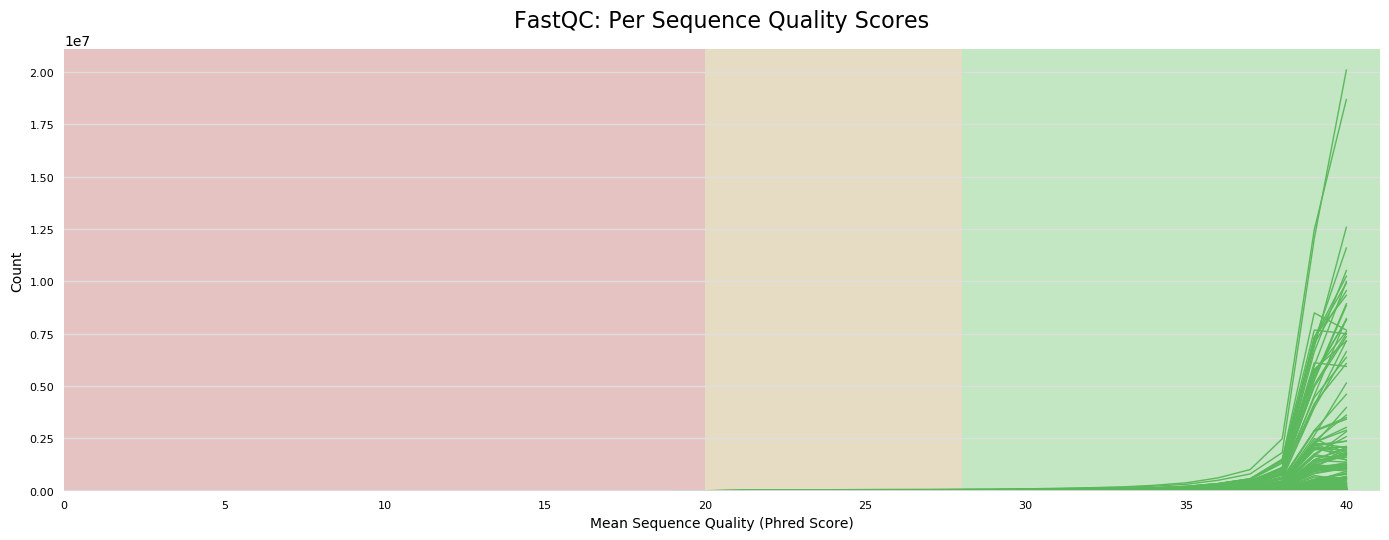 FastQC: Per Sequence Quality Scores
1e7
2.00
1.75
1.50
1.25
1.00
0.75
0.50
0.25
0.00
Count
0 5 10 15 20 25 30 35 40
Mean Sequence Quality (Phred Score)